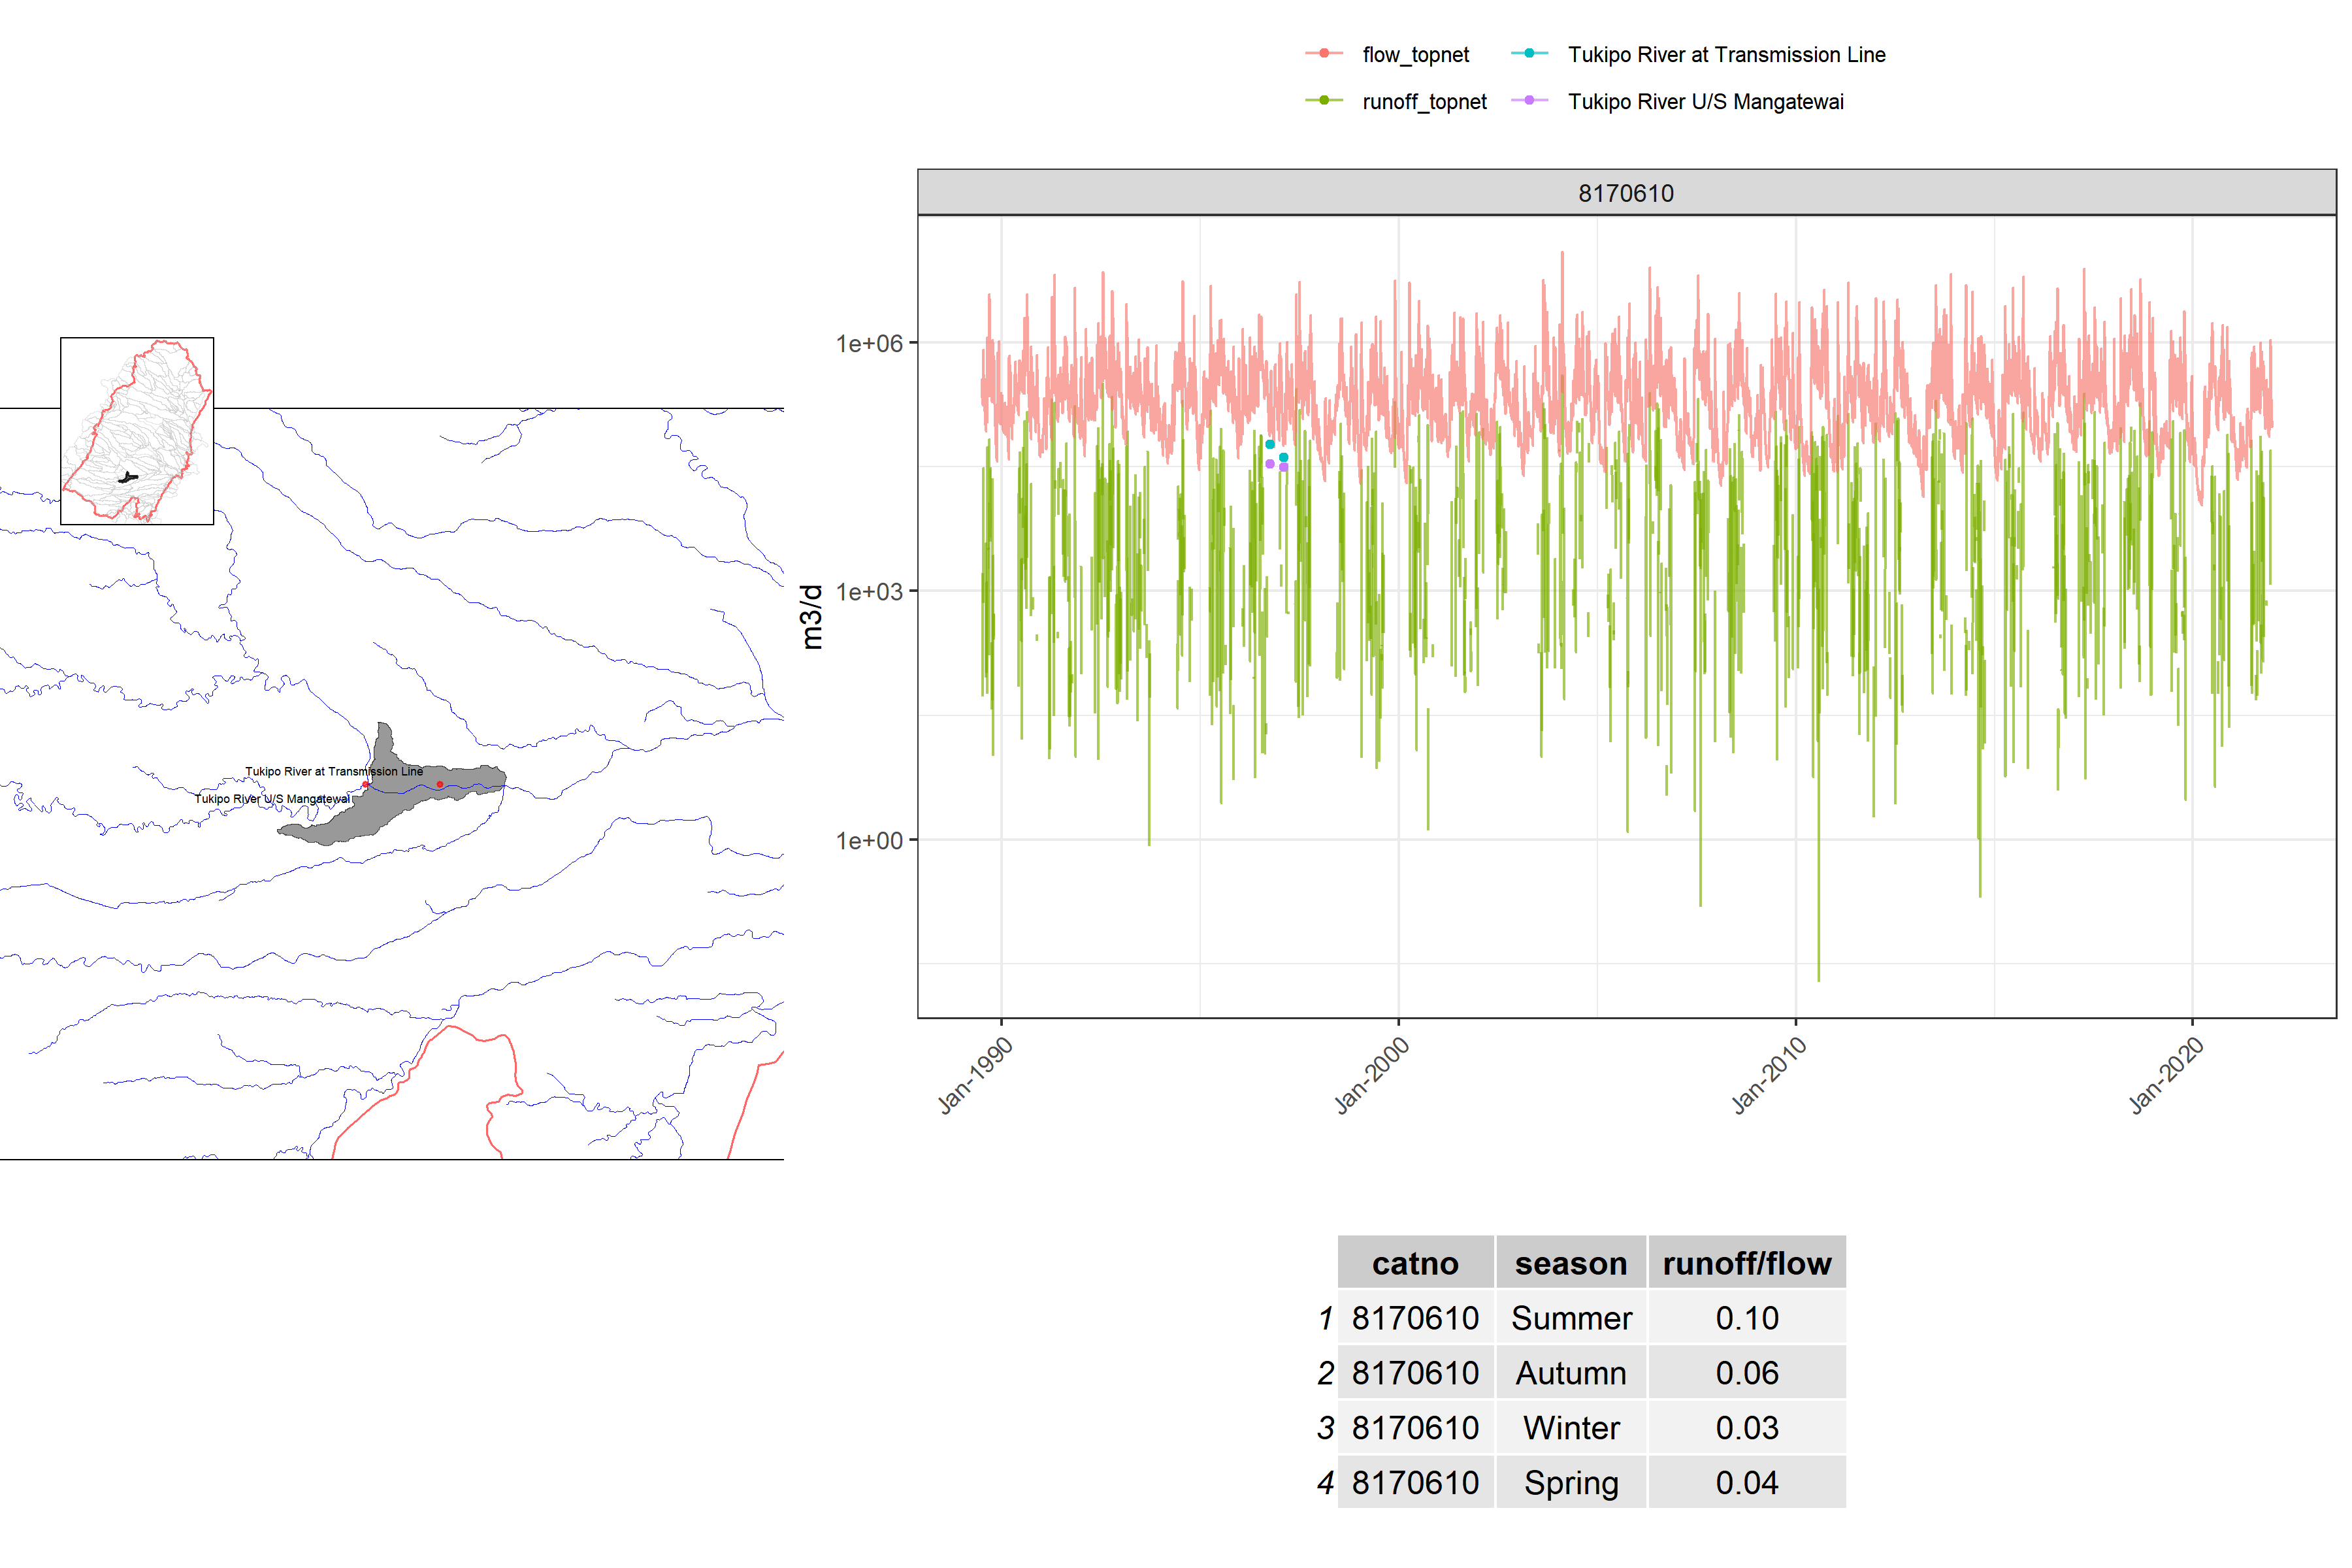 flow_topnet
Tukipo River at Transmission Line
runoff_topnet
Tukipo River U/S Mangatewai
8170610
m3/d
1e+06
1e+03
1e+00
Jan-1990
Jan-2000
Jan-2010
Jan-2020
Tukipo River at Transmission Line
Tukipo River U/S Mangatewai
catno season runoff/flow
1 8170610 Summer 0.10
2 8170610 Autumn 0.06
3 8170610 Winter 0.03
4 8170610 Spring 0.04